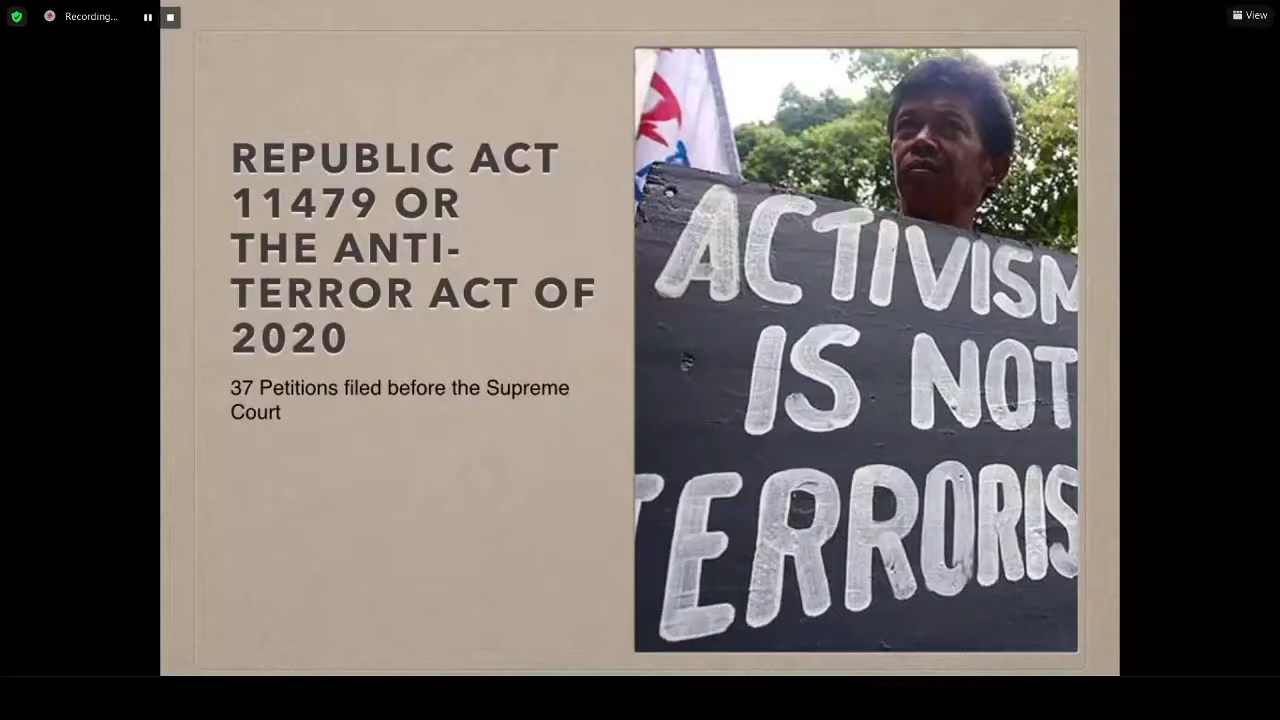 Recording...
View
REPUBLIC ACT
11479 OR
THE ANTI-
TERROR ACT OF
2020
37 Petitions filed before the Supreme
Court
ACTIVISM
IS NOT
TERRORIS